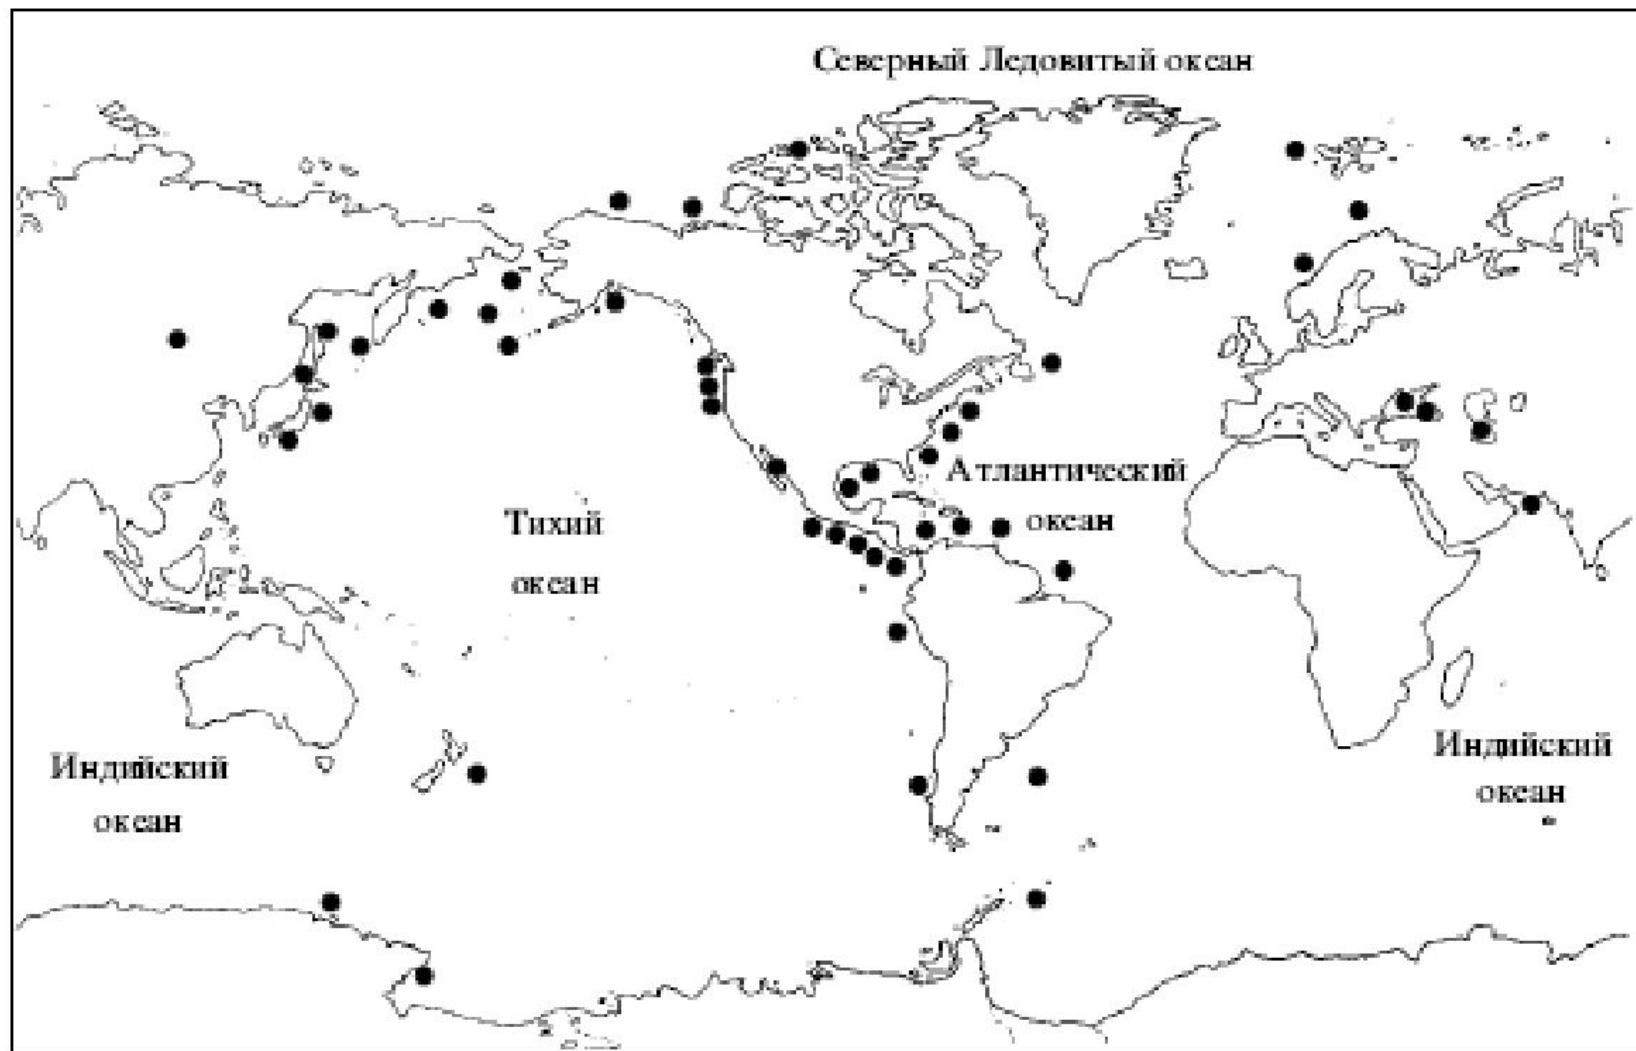 Северный Ледовитый океан
Атлантический
океан
Тихий
океан
Индийский
океан
Индийский
океан